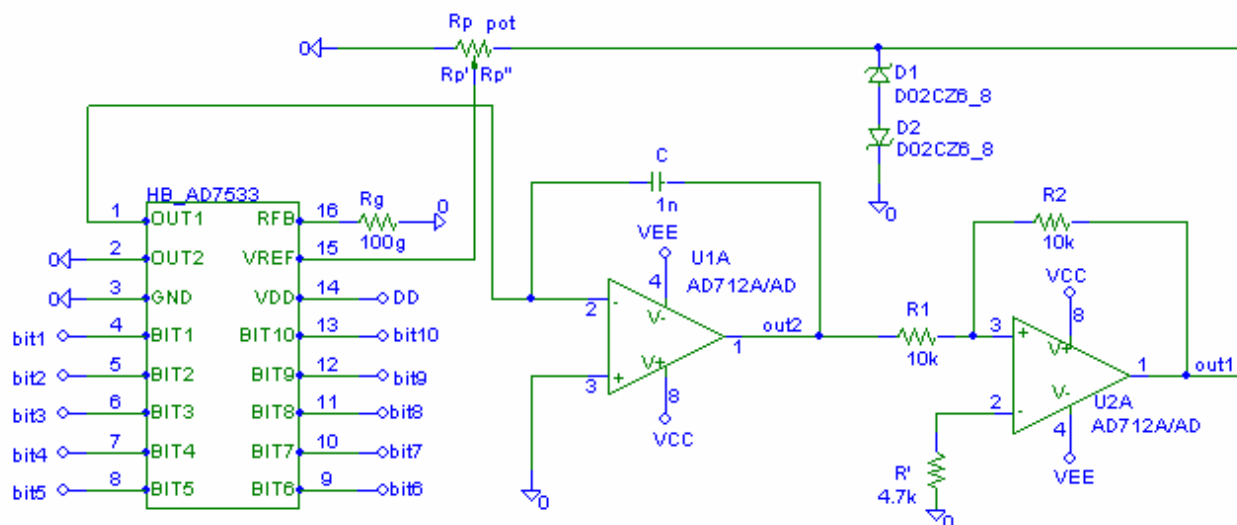 Rp pot
0
Rp' Rp"
D1
D02CZ6_8
D2
D02CZ6_8
0
C
1n
HB_AD7533
1 OUT1 RFB 16
Rg
100g
0
0 2 OUT2 VREF 15
0 3 GND VDD 14 DD
bit1 4 BIT1 BIT10 13 bit10
bit2 5 BIT2 BIT9 12 bit9
bit3 6 BIT3 BIT8 11 bit8
bit4 7 BIT4 BIT7 10 bit7
bit5 8 BIT5 BIT6 9 bit6
VEE
4
U1A
AD712A/AD
2 -
V-
V+
3 +
1
out2
8
VCC
0
R2
10k
R1
10k
VCC
8
3 +
V+
V-
2 -
1
out1
U2A
AD712A/AD
4
VEE
R'
4.7k
0